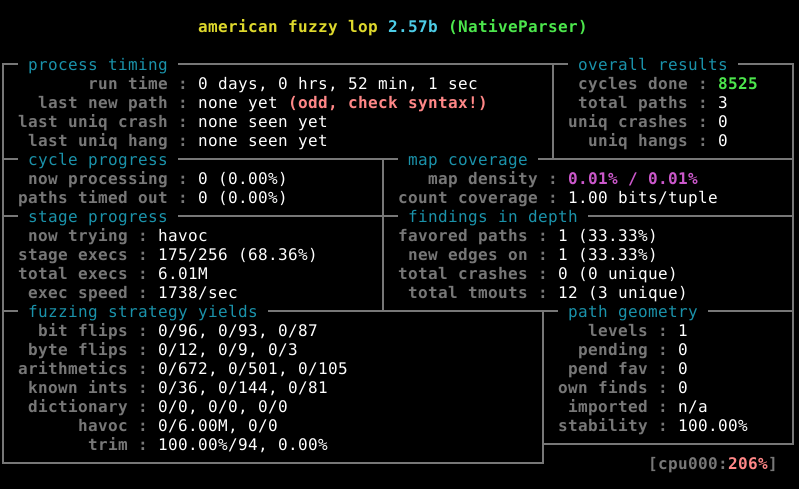 american fuzzy lop 2.57b (NativeParser)
process timing overall results
run time : 0 days, 0 hrs, 52 min, 1 sec cycles done : 8525
last new path : none yet (odd, check syntax!) total paths : 3
last uniq crash : none seen yet uniq crashes : 0
last uniq hang : none seen yet uniq hangs : 0
cycle progress map coverage
now processing : 0 (0.00%) map density : 0.01% / 0.01%
paths timed out : 0 (0.00%) count coverage : 1.00 bits/tuple
stage progress findings in depth
now trying : havoc favored paths : 1 (33.33%)
stage execs : 175/256 (68.36%) new edges on : 1 (33.33%)
total execs : 6.01M total crashes : 0 (0 unique)
exec speed : 1738/sec total tmouts : 12 (3 unique)
fuzzing strategy yields path geometry
bit flips : 0/96, 0/93, 0/87 levels : 1
byte flips : 0/12, 0/9, 0/3 pending : 0
arithmetics : 0/672, 0/501, 0/105 pend fav : 0
known ints : 0/36, 0/144, 0/81 own finds : 0
dictionary : 0/0, 0/0, 0/0 imported : n/a
havoc : 0/6.00M, 0/0 stability : 100.00%
trim : 100.00%/94, 0.00%
[cpu000:206%]